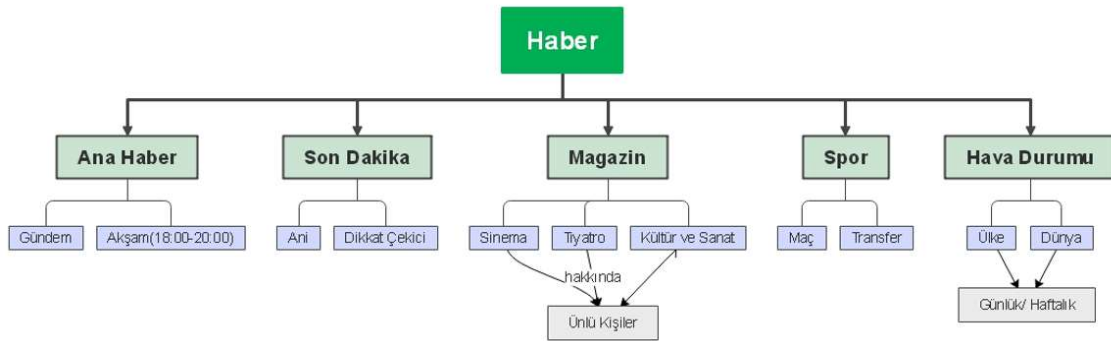 Haber
Ana Haber
Son Dakika
Magazin
Spor
Hava Durumu
Gündem
Akşam(18:00-20:00)
Ani
Dikkat Çekici
Sinema
Tiyatro
Kültür ve Sanat
Maç
Transfer
Ülke
Dünya
hakkında
Ünlü Kişiler
Günlük/ Haftalık